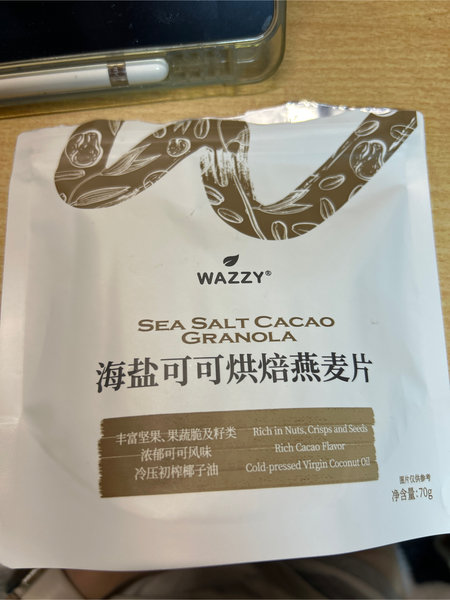 WAZZY®
SEA SALT CACAO
GRANOLA
海盐可可烘焙燕麦片
丰富坚果、果蔬脆及籽类 Rich in Nuts, Crisps and Seeds
浓郁可可风味 Rich Cacao Flavor
冷压初榨椰子油 Cold-pressed Virgin Coconut Oil
图片仅供参考
净含量:70g